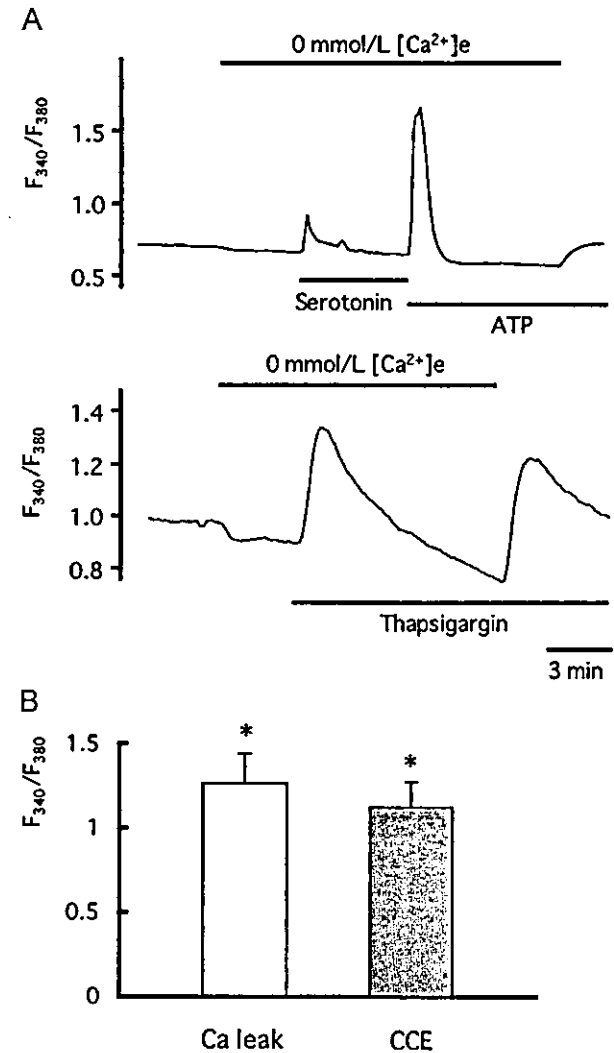 A
0 mmol/L [Ca²⁺]e
F₃₄₀/F₃₈₀
1.5
1.0
0.5
Serotonin
ATP
0 mmol/L [Ca²⁺]e
F₃₄₀/F₃₈₀
1.4
1.2
1.0
0.8
Thapsigargin
3 min
B
F₃₄₀/F₃₈₀
1.5
1
0.5
0
* *
Ca leak CCE